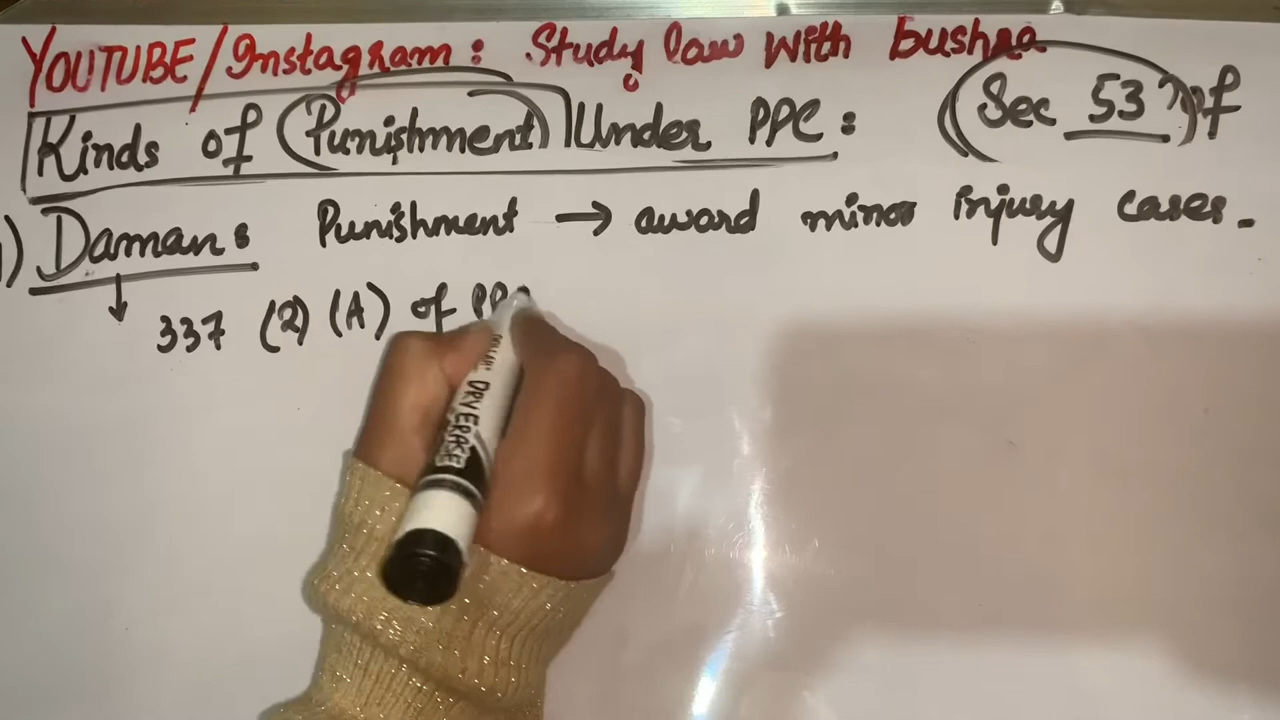 YOUTUBE/Instagram: Study law with bushra
Kinds of (Punishment) Under PPC: (Sec 53) of
) Daman: Punishment → award minor injury cases.
↓ 337 (2) (A) of PP
DRY ERASE